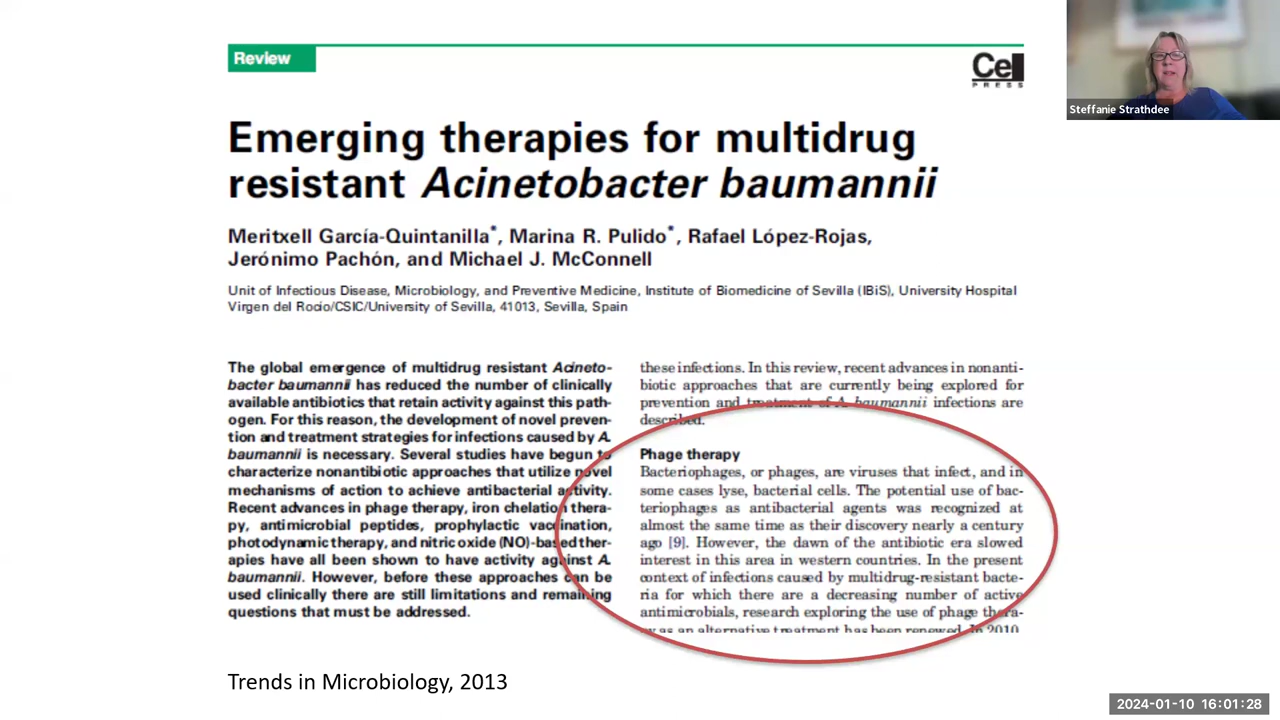 Review
Cell
PRESS
Steffanie Strathdee
Emerging therapies for multidrug
resistant Acinetobacter baumannii
Meritxell García-Quintanilla*, Marina R. Pulido*, Rafael López-Rojas,
Jerónimo Pachón, and Michael J. McConnell
Unit of Infectious Disease, Microbiology, and Preventive Medicine, Institute of Biomedicine of Sevilla (IBiS), University Hospital
Virgen del Rocio/CSIC/University of Sevilla, 41013, Sevilla, Spain
The global emergence of multidrug resistant Acineto-
bacter baumannii has reduced the number of clinically
available antibiotics that retain activity against this path-
ogen. For this reason, the development of novel preven-
tion and treatment strategies for infections caused by A.
baumannii is necessary. Several studies have begun to
characterize nonantibiotic approaches that utilize novel
mechanisms of action to achieve antibacterial activity.
Recent advances in phage therapy, iron chelation thera-
py, antimicrobial peptides, prophylactic vaccination,
photodynamic therapy, and nitric oxide (NO)-based ther-
apies have all been shown to have activity against A.
baumannii. However, before these approaches can be
used clinically there are still limitations and remaining
questions that must be addressed.
these infections. In this review, recent advances in nonanti-
biotic approaches that are currently being explored for
prevention and treatment of A. baumannii infections are
described.
Phage therapy
Bacteriophages, or phages, are viruses that infect, and in
some cases lyse, bacterial cells. The potential use of bac-
teriophages as antibacterial agents was recognized at
almost the same time as their discovery nearly a century
ago [9]. However, the dawn of the antibiotic era slowed
interest in this area in western countries. In the present
context of infections caused by multidrug-resistant bacte-
ria for which there are a decreasing number of active
antimicrobials, research exploring the use of phage thera-
py as an alternative treatment has been renewed. In 2010,
Trends in Microbiology, 2013
2024-01-10 16:01:28